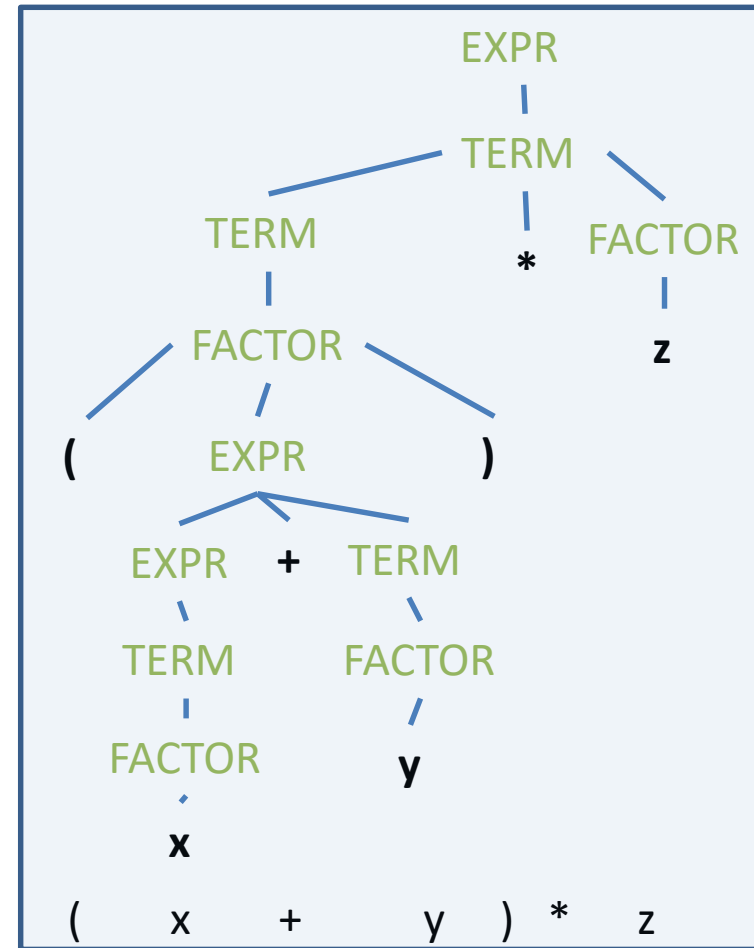 EXPR
TERM
TERM * FACTOR
FACTOR z
( EXPR )
EXPR + TERM
TERM FACTOR
FACTOR y
x
( x + y ) * z